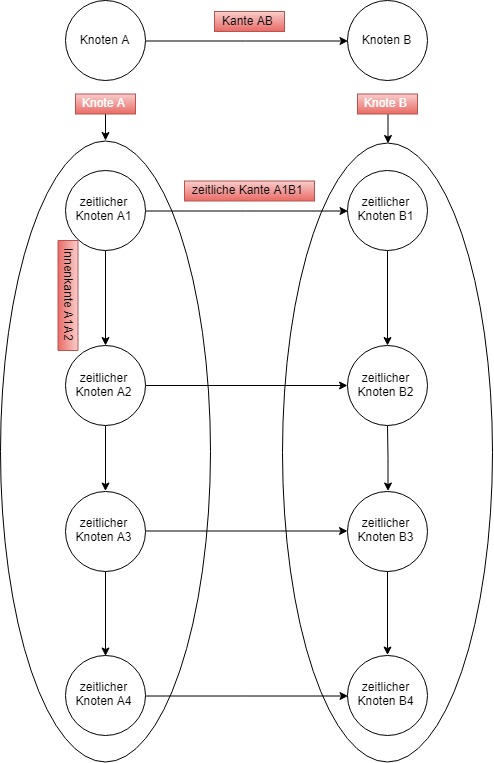 Kante AB
Knoten A
Knoten B
Knote A
Knote B
zeitliche Kante A1B1
zeitlicher
Knoten A1
zeitlicher
Knoten B1
Innenkante A1A2
zeitlicher
Knoten A2
zeitlicher
Knoten B2
zeitlicher
Knoten A3
zeitlicher
Knoten B3
zeitlicher
Knoten A4
zeitlicher
Knoten B4